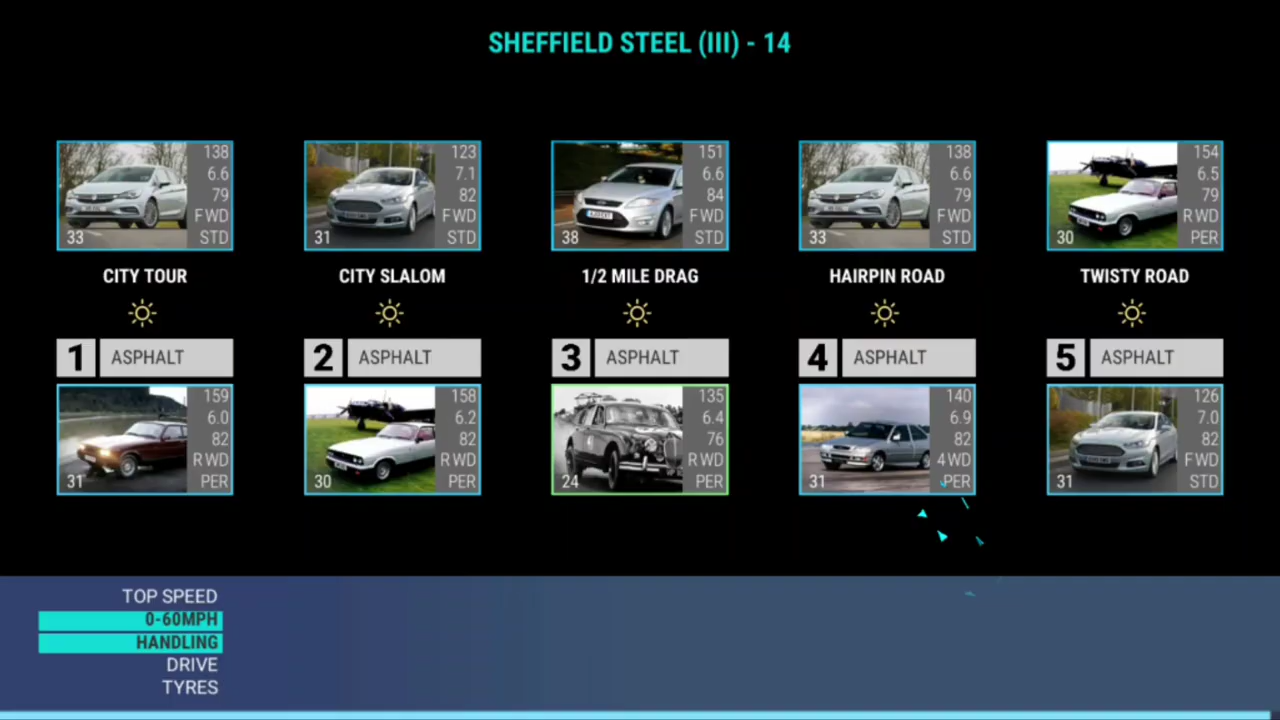 SHEFFIELD STEEL (III) - 14
138 123 151 138 154
6.6 7.1 6.6 6.6 6.5
79 82 84 79 79
FWD FWD FWD FWD RWD
33 STD 31 STD 38 STD 33 STD 30 PER
CITY TOUR CITY SLALOM 1/2 MILE DRAG HAIRPIN ROAD TWISTY ROAD
1 ASPHALT 2 ASPHALT 3 ASPHALT 4 ASPHALT 5 ASPHALT
159 158 135 140 126
6.0 6.2 6.4 6.9 7.0
82 82 76 82 82
RWD RWD RWD 4WD FWD
31 PER 30 PER 24 PER 31 PER 31 STD
TOP SPEED
0-60MPH
HANDLING
DRIVE
TYRES